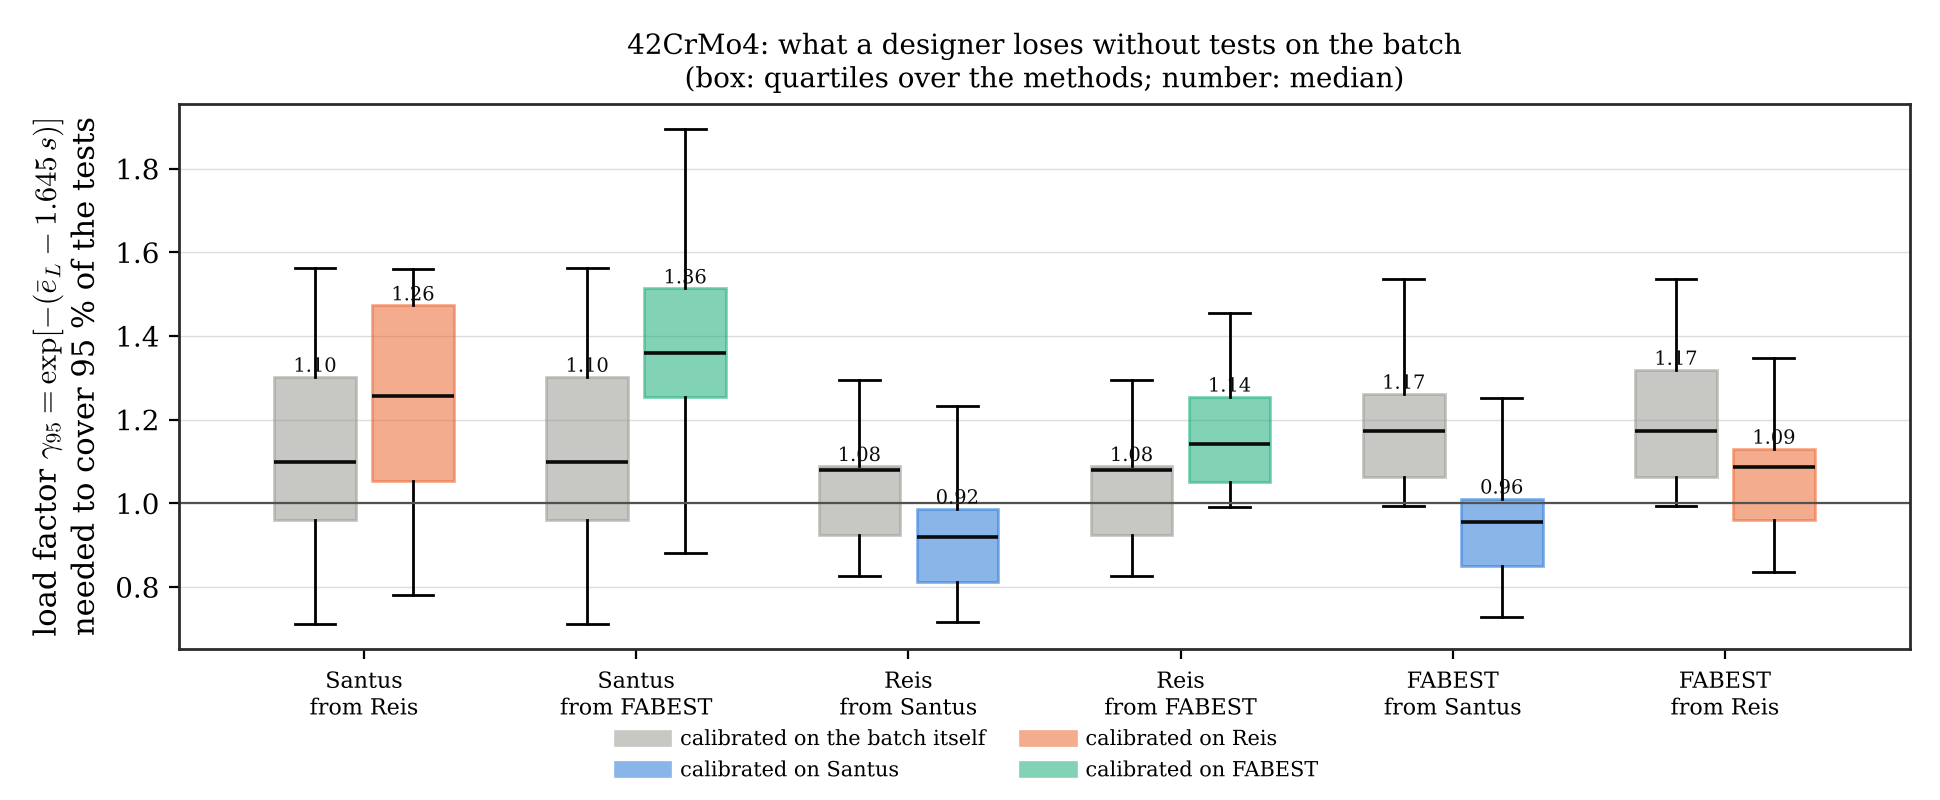 42CrMo4: what a designer loses without tests on the batch
(box: quartiles over the methods; number: median)
load factor γ₉₅ = exp[−(ē_L − 1.645 s)]
needed to cover 95 % of the tests
1.8
1.6
1.4
1.2
1.0
0.8
1.10
1.26
1.10
1.36
1.08
0.92
1.08
1.14
1.17
0.96
1.17
1.09
Santus
from Reis
Santus
from FABEST
Reis
from Santus
Reis
from FABEST
FABEST
from Santus
FABEST
from Reis
calibrated on the batch itself
calibrated on Santus
calibrated on Reis
calibrated on FABEST